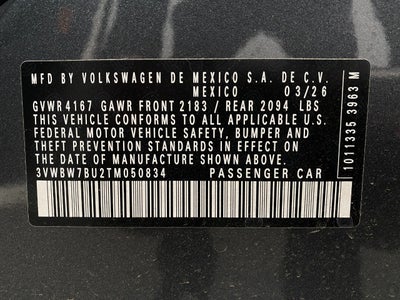 MFD BY VOLKSWAGEN DE MEXICO S.A. DE C.V.
MEXICO 03/26
GVWR 4167 GAWR FRONT 2183 / REAR 2094 LBS
THIS VEHICLE CONFORMS TO ALL APPLICABLE U.S.
FEDERAL MOTOR VEHICLE SAFETY, BUMPER AND
THEFT PREVENTION STANDARDS IN EFFECT ON
THE DATE OF MANUFACTURE SHOWN ABOVE
3VWBW7BU2TM050834 PASSENGER CAR
1011335 3963 M